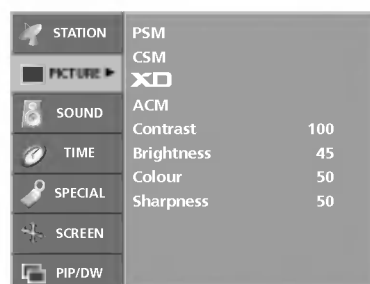 STATION
PICTURE
SOUND
TIME
SPECIAL
SCREEN
PIP/DW
PSM
CSM
XD
ACM
Contrast 100
Brightness 45
Colour 50
Sharpness 50